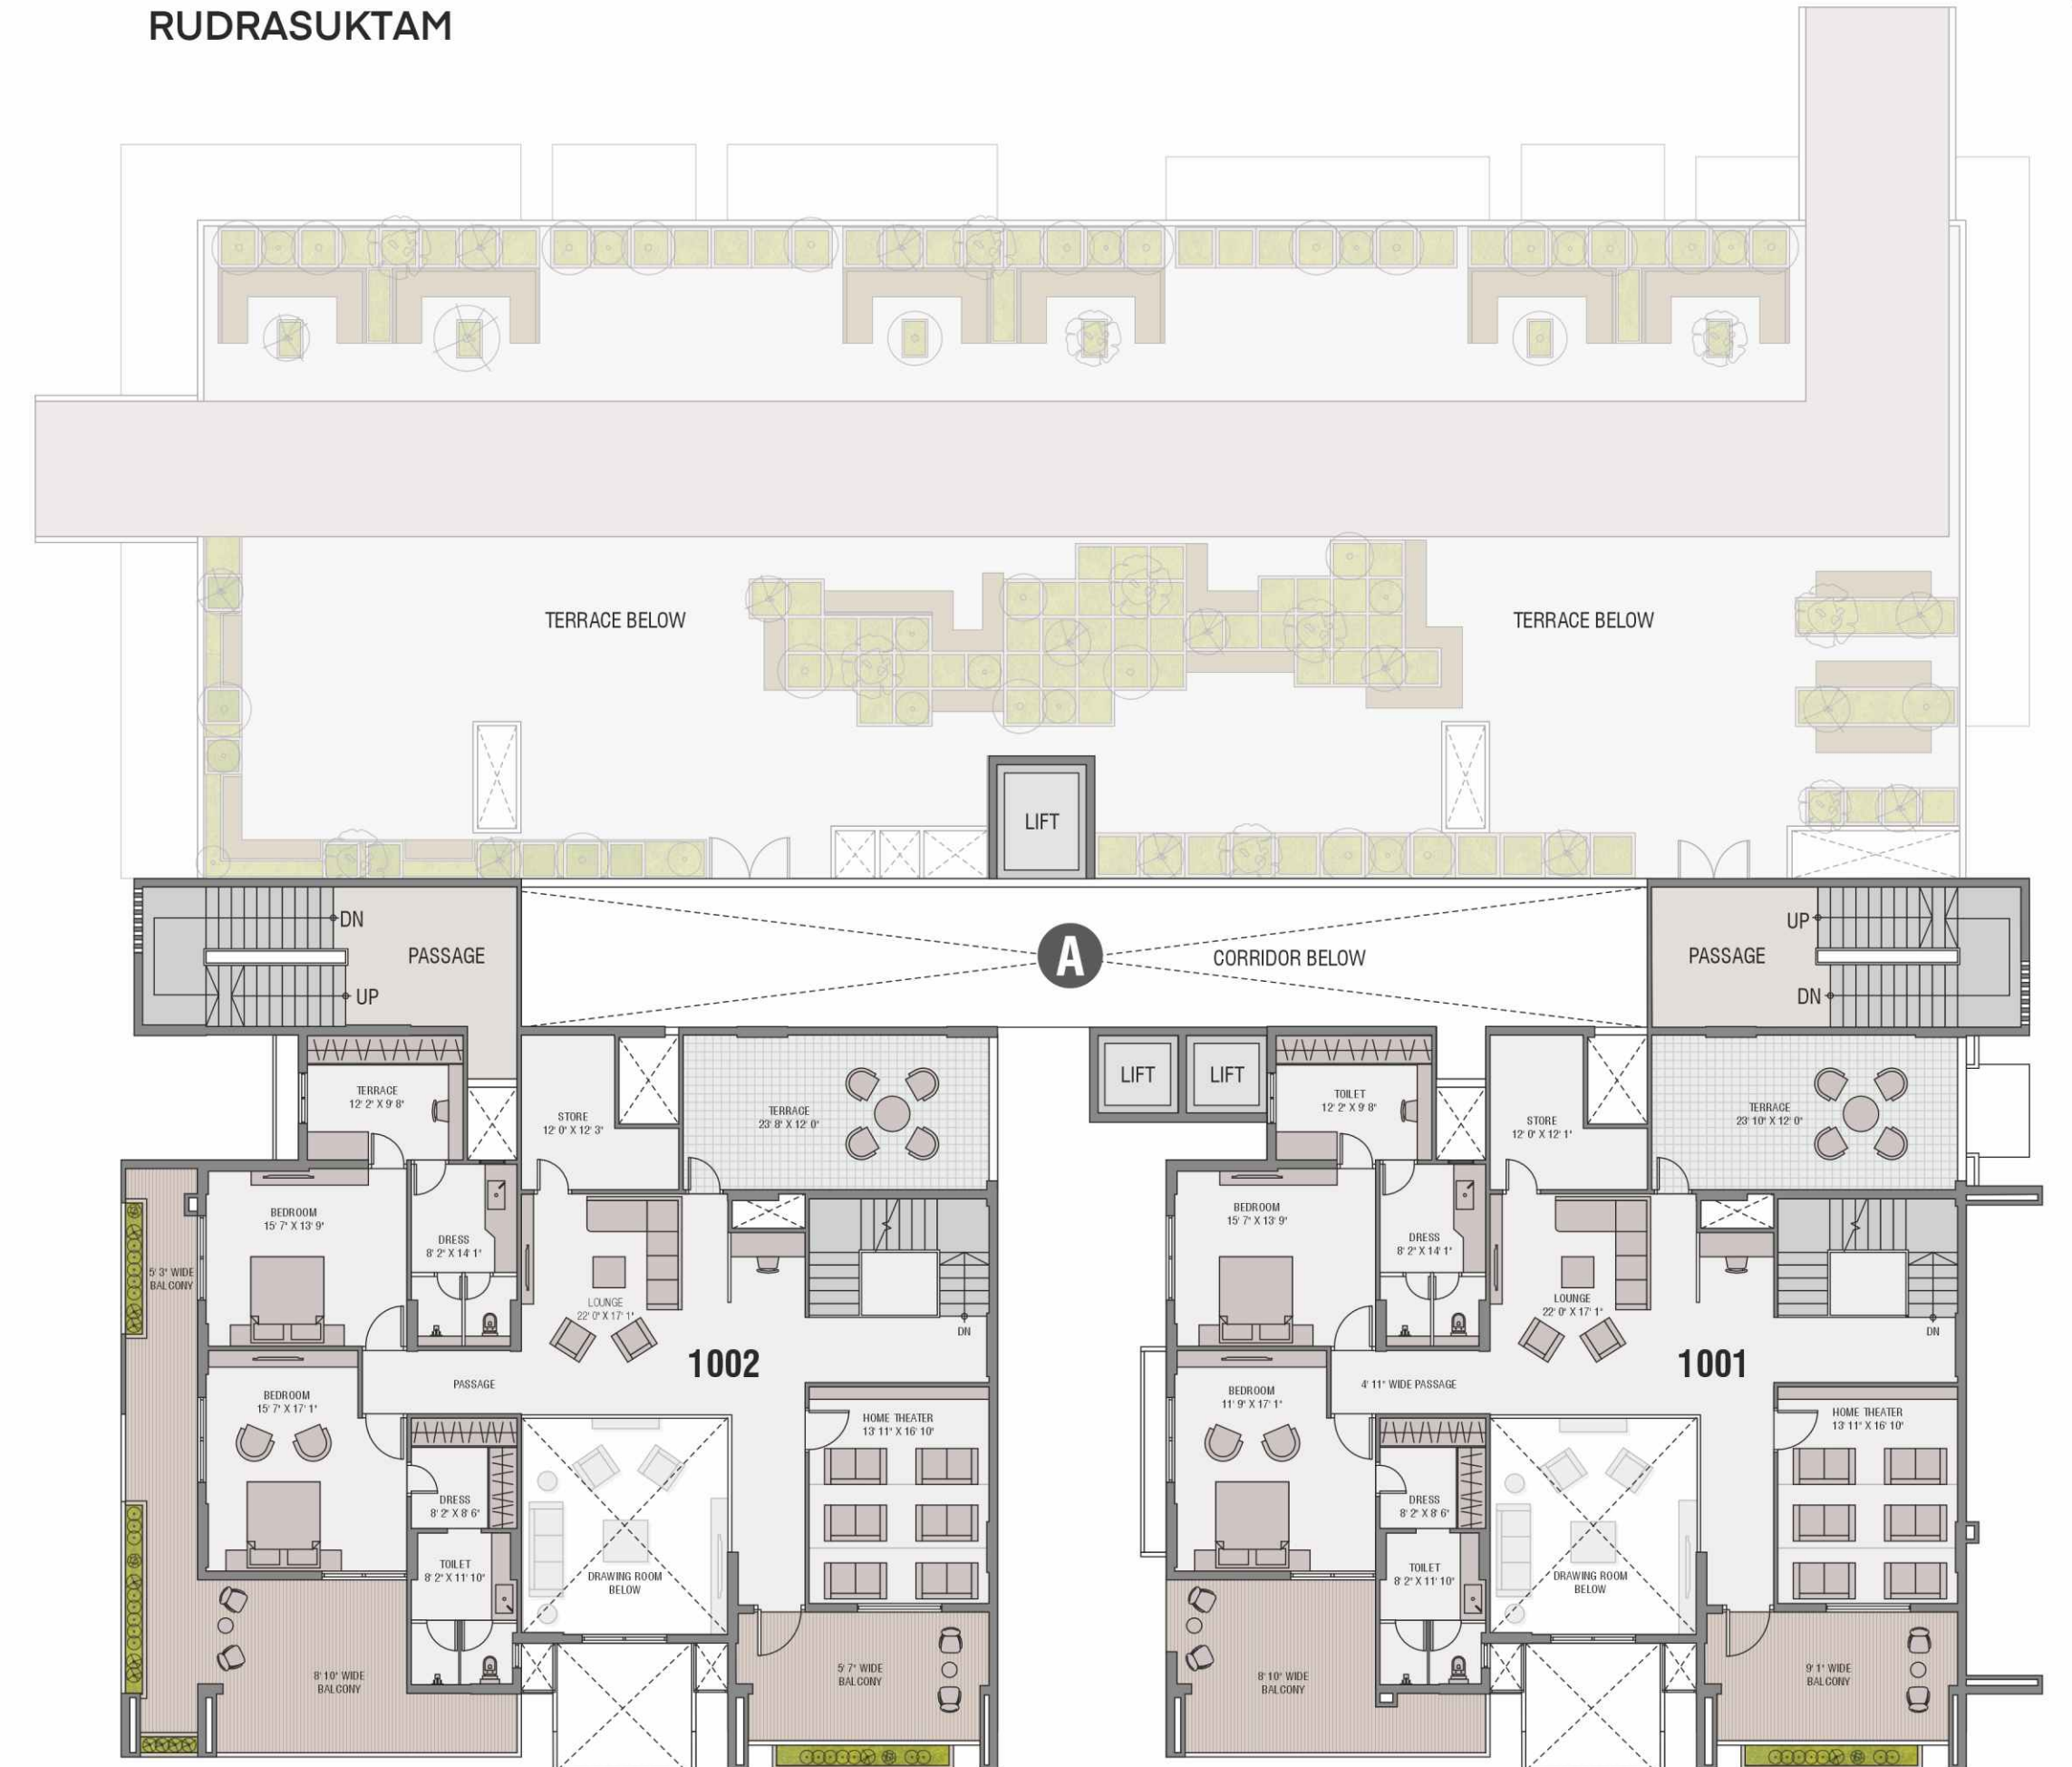 RUDRASUKTAM
TERRACE BELOW
TERRACE BELOW
LIFT
DN
PASSAGE
UP
A
CORRIDOR BELOW
UP
PASSAGE
DN
TERRACE
12' 2" X 9' 8"
STORE
12' 0" X 12' 3"
TERRACE
23' 8" X 12' 0"
LIFT
LIFT
TOILET
12' 2" X 9' 8"
STORE
12' 0" X 12' 1"
TERRACE
23' 10" X 12' 0"
BEDROOM
15' 7" X 13' 9"
DRESS
8' 2" X 14' 1"
5' 3" WIDE
BALCONY
LOUNGE
22' 0" X 17' 1"
DN
1002
PASSAGE
BEDROOM
15' 7" X 17' 1"
HOME THEATER
13' 11" X 16' 10"
DRESS
8' 2" X 8' 6"
TOILET
8' 2" X 11' 10"
DRAWING ROOM
BELOW
8' 10" WIDE
BALCONY
5' 7" WIDE
BALCONY
BEDROOM
15' 7" X 13' 9"
DRESS
8' 2" X 14' 1"
LOUNGE
22' 0" X 17' 1"
DN
1001
4' 11" WIDE PASSAGE
BEDROOM
11' 9" X 17' 1"
HOME THEATER
13' 11" X 16' 10"
DRESS
8' 2" X 8' 6"
TOILET
8' 2" X 11' 10"
DRAWING ROOM
BELOW
8' 10" WIDE
BALCONY
9' 1" WIDE
BALCONY